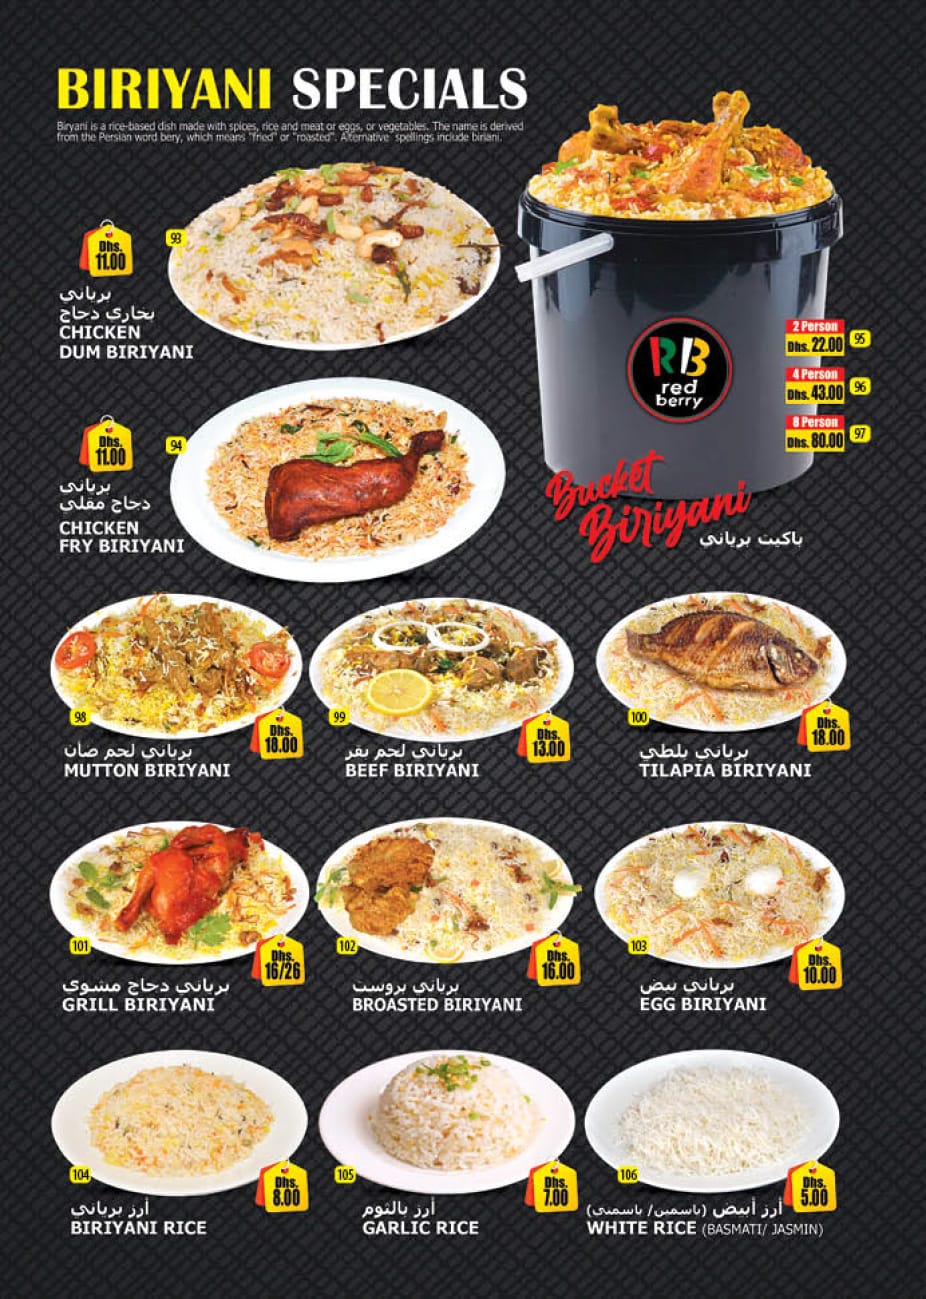 BIRIYANI SPECIALS
Biryani is a rice-based dish made with spices, rice and meat or eggs, or vegetables. The name is derived
from the Persian word bery, which means "fried" or "roasted". Alternative spellings include biriani.
93
Dhs.
11.00
برياني
بخاري دجاج
CHICKEN
DUM BIRIYANI
94
Dhs.
11.00
برياني
دجاج مقلي
CHICKEN
FRY BIRIYANI
RB
red
berry
2 Person
Dhs. 22.00
95
4 Person
Dhs. 43.00
96
8 Person
Dhs. 80.00
97
Bucket
Biriyani
باكيت برياني
98
Dhs.
18.00
برياني لحم ضأن
MUTTON BIRIYANI
99
Dhs.
13.00
برياني لحم بقر
BEEF BIRIYANI
100
Dhs.
18.00
برياني بلطي
TILAPIA BIRIYANI
101
Dhs.
16/26
برياني دجاج مشوي
GRILL BIRIYANI
102
Dhs.
16.00
برياني بروست
BROASTED BIRIYANI
103
Dhs.
10.00
برياني بيض
EGG BIRIYANI
104
Dhs.
8.00
أرز برياني
BIRIYANI RICE
105
Dhs.
7.00
أرز بالثوم
GARLIC RICE
106
Dhs.
5.00
أرز أبيض (ياسمين/ باسمتي)
WHITE RICE (BASMATI/ JASMIN)